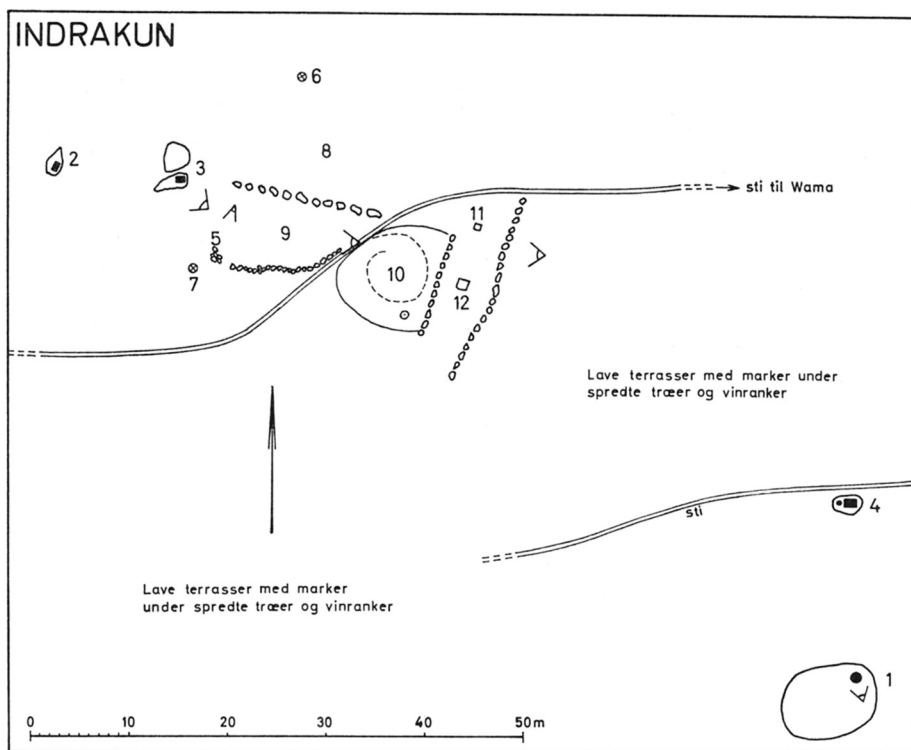 INDRAKUN
6
8
2
3
sti til Wama
11
9
5
10
7
12
Lave terrasser med marker under
spredte træer og vinranker
sti
4
Lave terrasser med marker
under spredte træer og vinranker
1
0 10 20 30 40 50 m